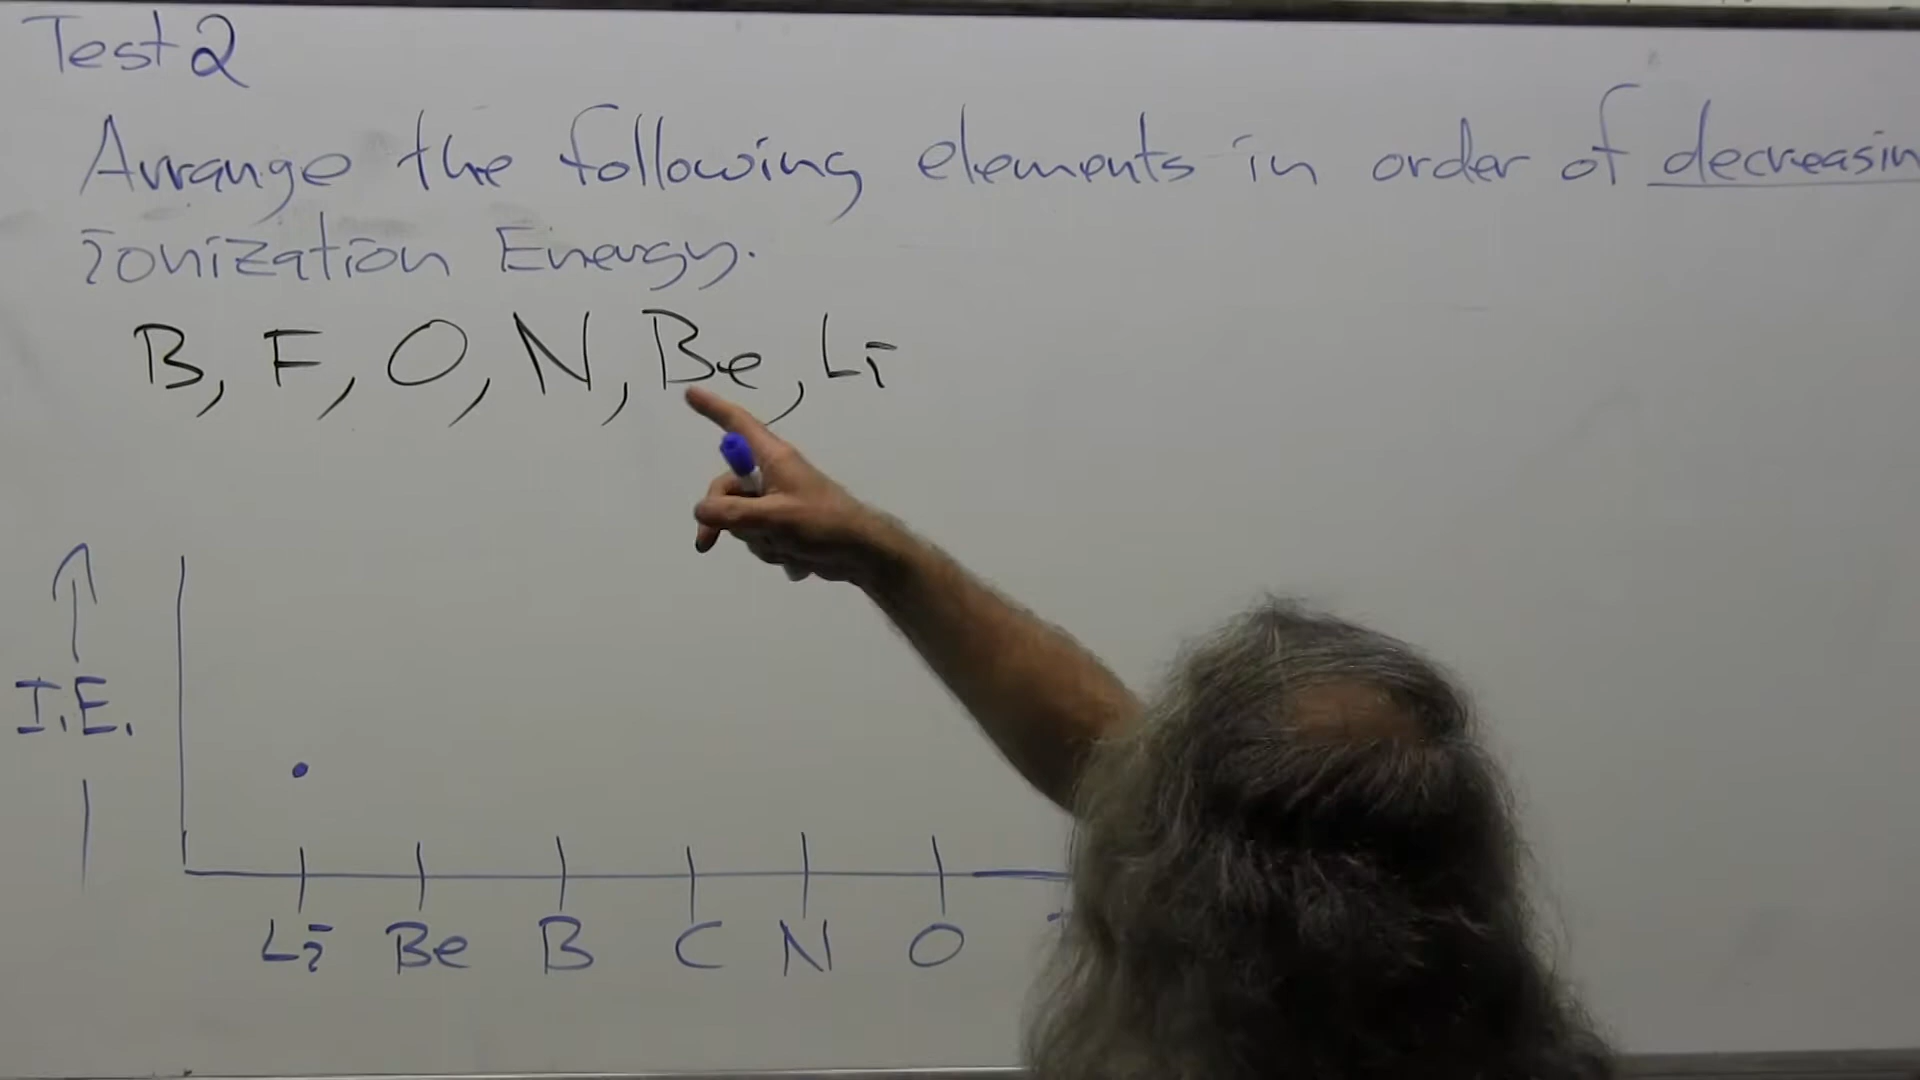 Test 2
Arrange the following elements in order of decreasin
ionization Energy.
B, F, O, N, Be, Li
I.E.
Li Be B C N O